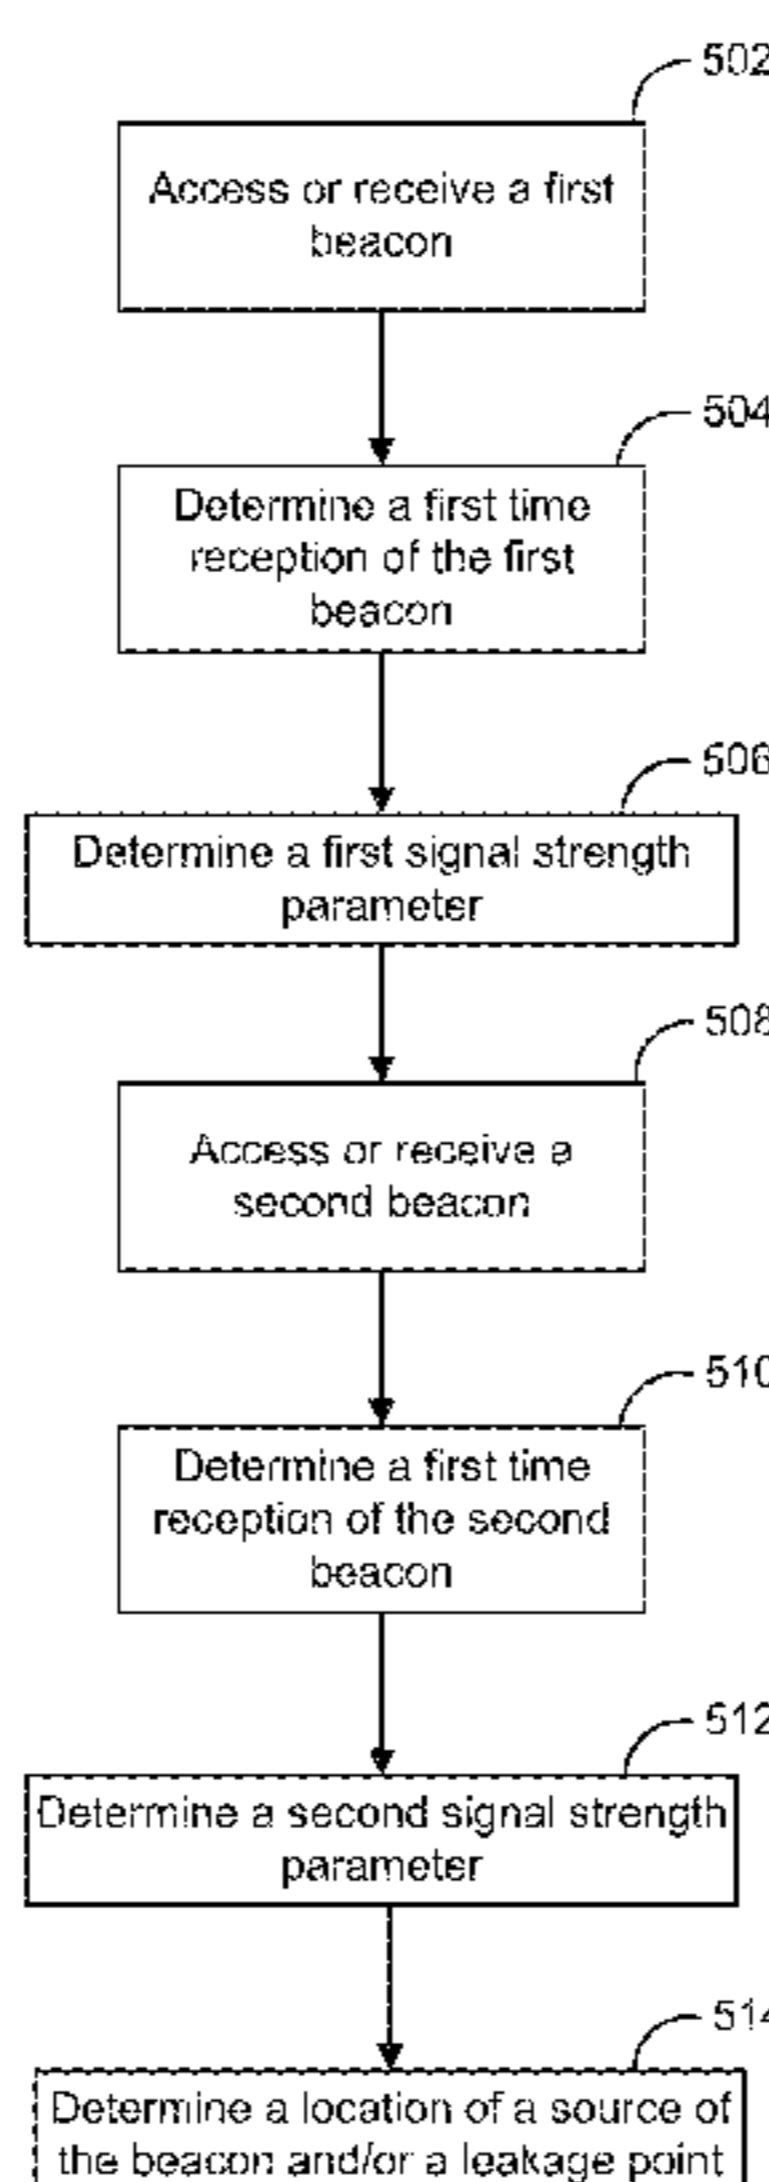 502
Access or receive a first
beacon
504
Determine a first time
reception of the first
beacon
506
Determine a first signal strength
parameter
508
Access or receive a
second beacon
510
Determine a first time
reception of the second
beacon
512
Determine a second signal strength
parameter
514
Determine a location of a source of
the beacon and/or a leakage point